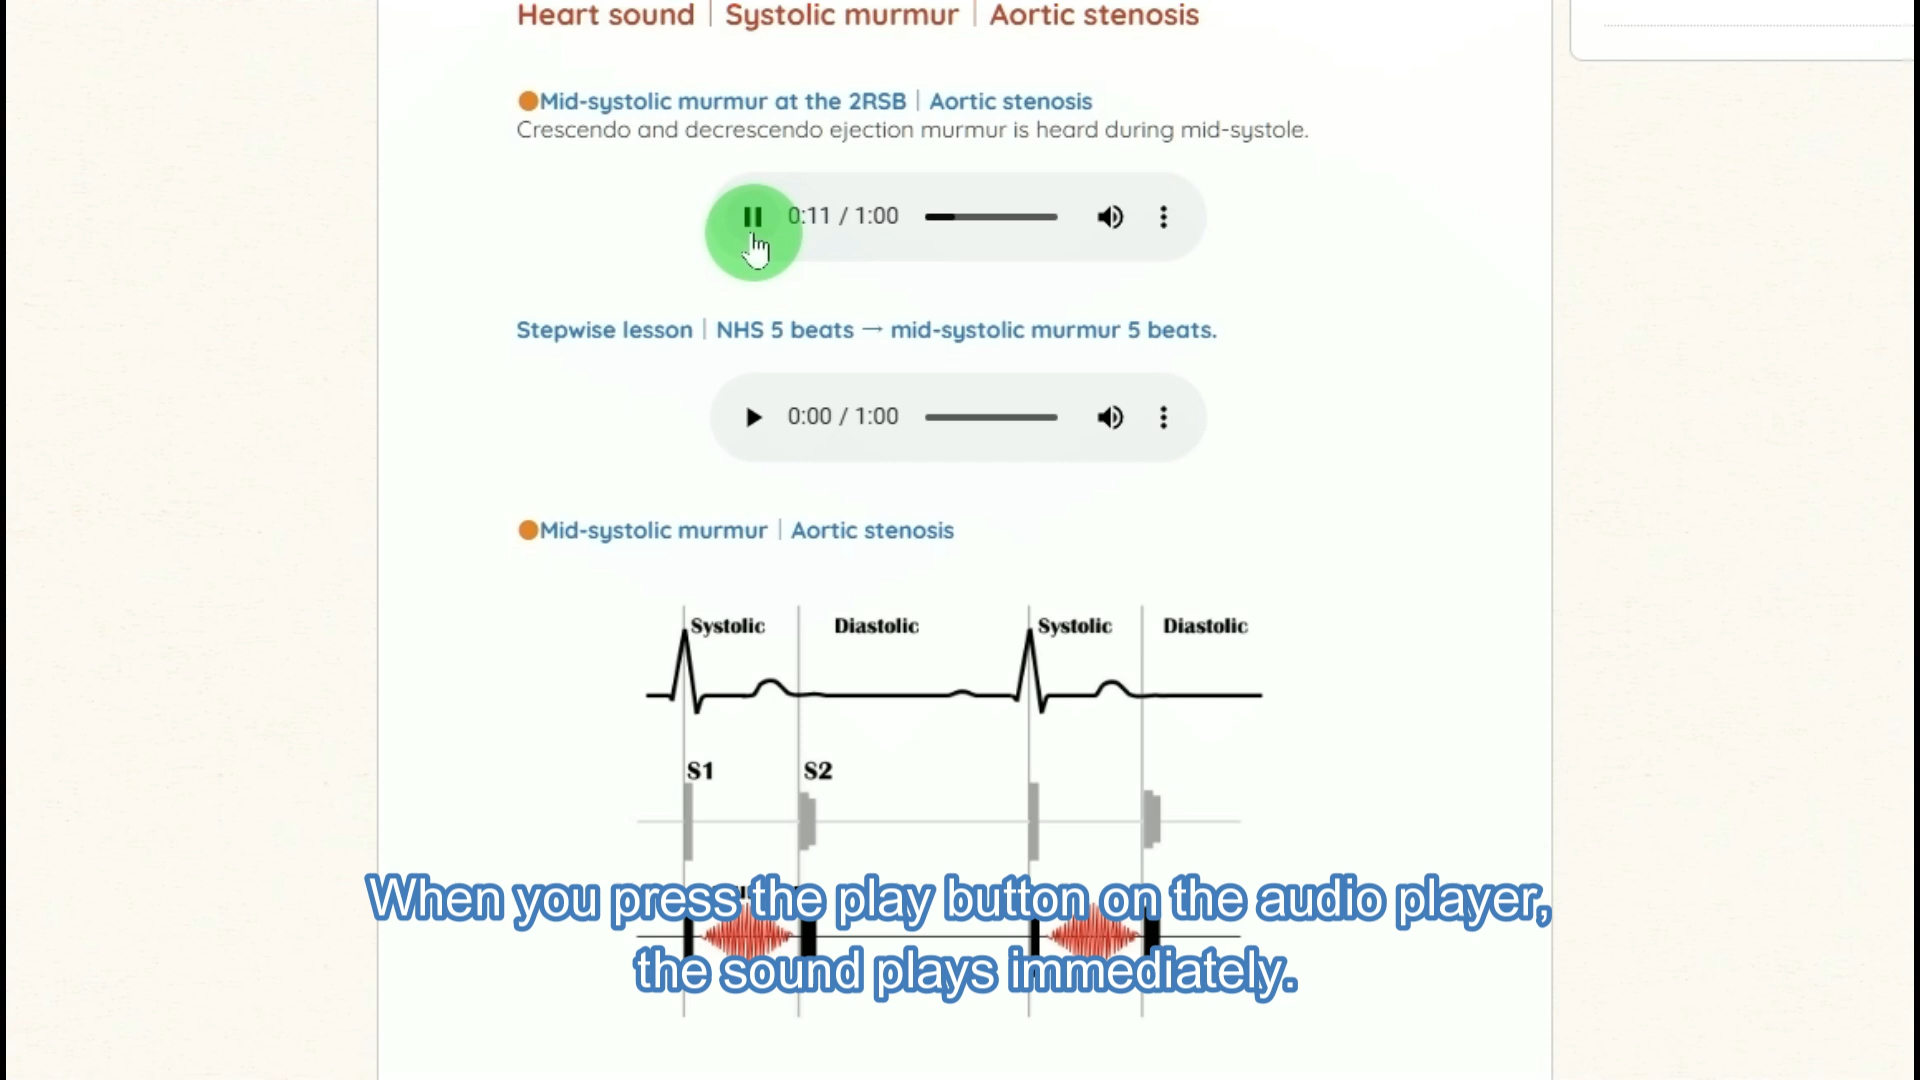 Heart sound | Systolic murmur | Aortic stenosis
Mid-systolic murmur at the 2RSB | Aortic stenosis
Crescendo and decrescendo ejection murmur is heard during mid-systole.
0:11 / 1:00
Stepwise lesson | NHS 5 beats → mid-systolic murmur 5 beats.
0:00 / 1:00
Mid-systolic murmur | Aortic stenosis
Systolic Diastolic Systolic Diastolic
S1 S2
When you press the play button on the audio player,
the sound plays immediately.